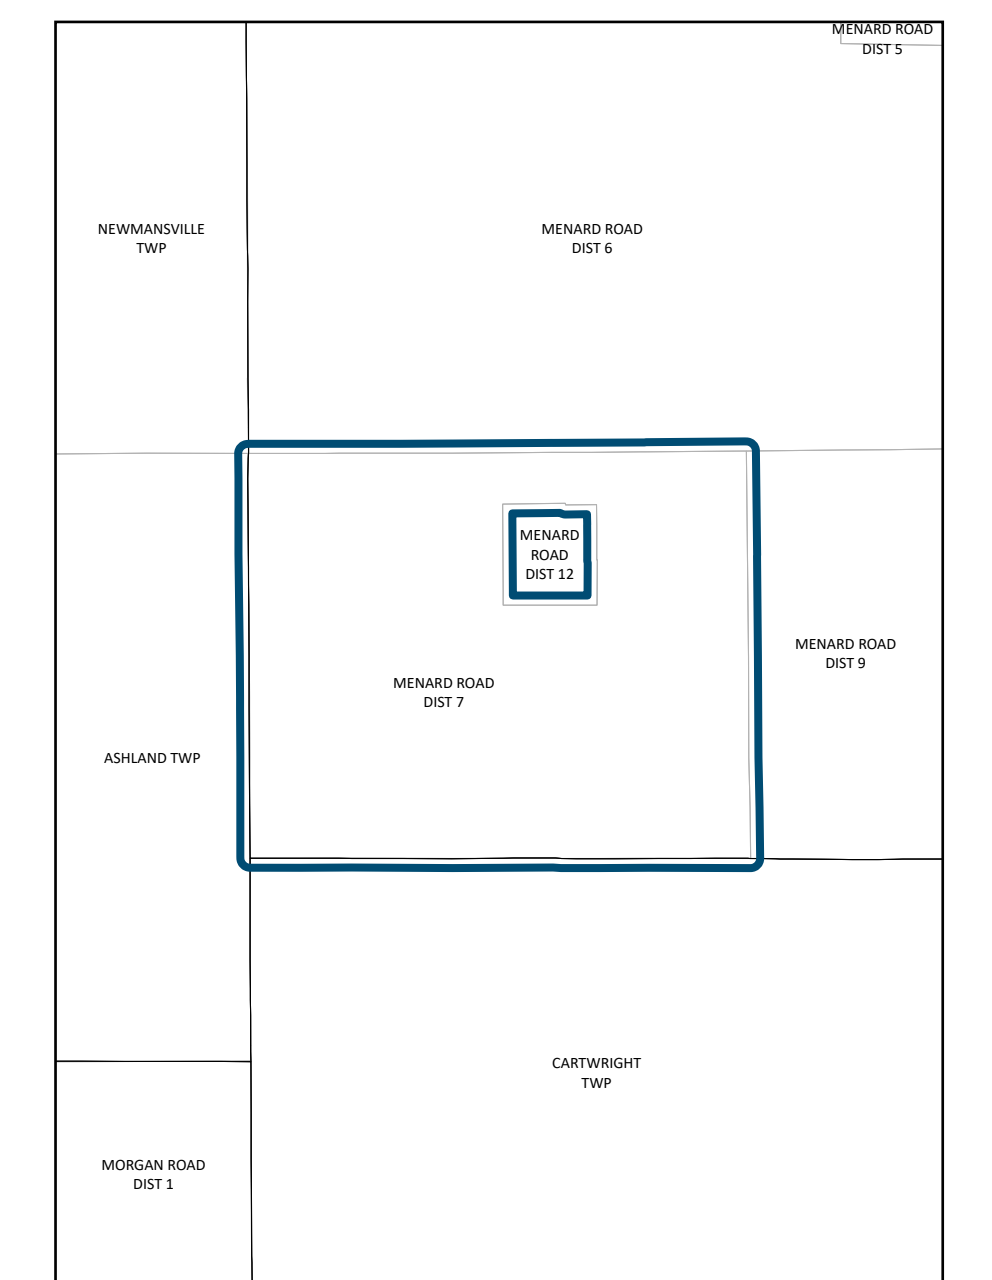 MENARD ROAD
DIST 5
NEWMANSVILLE
TWP
MENARD ROAD
DIST 6
MENARD
ROAD
DIST 12
MENARD ROAD
DIST 9
MENARD ROAD
DIST 7
ASHLAND TWP
CARTWRIGHT
TWP
MORGAN ROAD
DIST 1